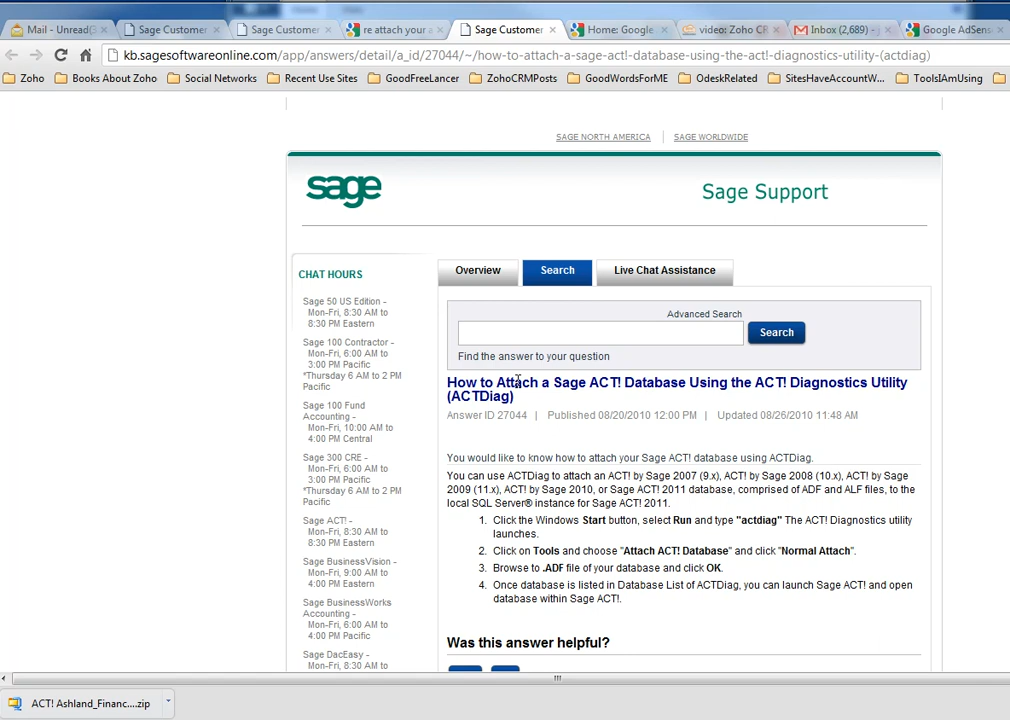 Mail - Unread(3
Sage Customer
Sage Customer
re attach your a
Sage Customer
Home: Google
video: Zoho CR
Inbox (2,689) -
Google AdSens
kb.sagesoftwareonline.com/app/answers/detail/a_id/27044/~/how-to-attach-a-sage-act!-database-using-the-act!-diagnostics-utility-(actdiag)
Zoho
Books About Zoho
Social Networks
Recent Use Sites
GoodFreeLancer
ZohoCRMPosts
GoodWordsForME
OdeskRelated
SitesHaveAccountW...
ToolsIAmUsing
SAGE NORTH AMERICA | SAGE WORLDWIDE
sage
Sage Support
CHAT HOURS
Sage 50 US Edition -
Mon-Fri, 8:30 AM to
8:30 PM Eastern
Sage 100 Contractor -
Mon-Fri, 6:00 AM to
3:00 PM Pacific
*Thursday 6 AM to 2 PM
Pacific
Sage 100 Fund
Accounting -
Mon-Fri, 10:00 AM to
4:00 PM Central
Sage 300 CRE -
Mon-Fri, 6:00 AM to
3:00 PM Pacific
*Thursday 6 AM to 2 PM
Pacific
Sage ACT! -
Mon-Fri, 8:30 AM to
8:30 PM Eastern
Sage BusinessVision -
Mon-Fri, 9:00 AM to
8:00 PM Eastern
Sage BusinessWorks
Accounting -
Mon-Fri, 6:00 AM to
4:00 PM Pacific
Sage DacEasy -
Mon-Fri, 8:30 AM to
Overview
Search
Live Chat Assistance
Advanced Search
Search
Find the answer to your question
How to Attach a Sage ACT! Database Using the ACT! Diagnostics Utility
(ACTDiag)
Answer ID 27044 | Published 08/20/2010 12:00 PM | Updated 08/26/2010 11:48 AM
You would like to know how to attach your Sage ACT! database using ACTDiag.
You can use ACTDiag to attach an ACT! by Sage 2007 (9.x), ACT! by Sage 2008 (10.x), ACT! by Sage
2009 (11.x), ACT! by Sage 2010, or Sage ACT! 2011 database, comprised of ADF and ALF files, to the
local SQL Server® instance for Sage ACT! 2011.
1. Click the Windows Start button, select Run and type "actdiag" The ACT! Diagnostics utility
launches.
2. Click on Tools and choose "Attach ACT! Database" and click "Normal Attach".
3. Browse to .ADF file of your database and click OK.
4. Once database is listed in Database List of ACTDiag, you can launch Sage ACT! and open
database within Sage ACT!.
Was this answer helpful?
ACT! Ashland_Financ....zip